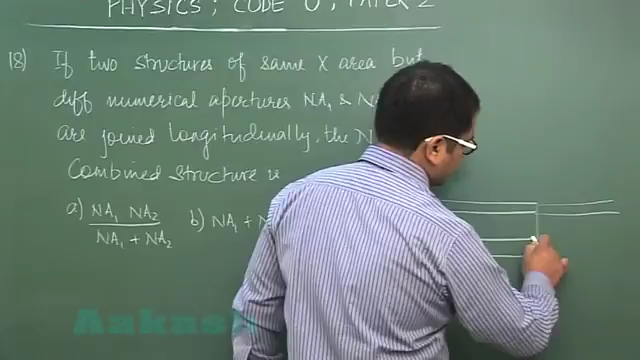 PHYSICS ; CODE 0 , PAPER 2
18) If two structures of same X area but
diff numerical apertures NA1 &
are joined longitudinally, the
Combined structure is
a) NA1 NA2 / NA1 + NA2 b) NA1 +
Aakash